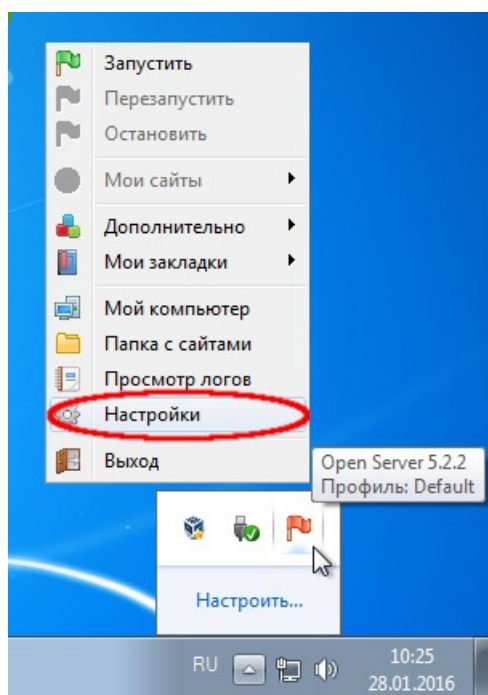 Запустить
Перезапустить
Остановить
Мои сайты
Дополнительно
Мои закладки
Мой компьютер
Папка с сайтами
Просмотр логов
Настройки
Выход
Open Server 5.2.2
Профиль: Default
Настроить...
RU
10:25
28.01.2016